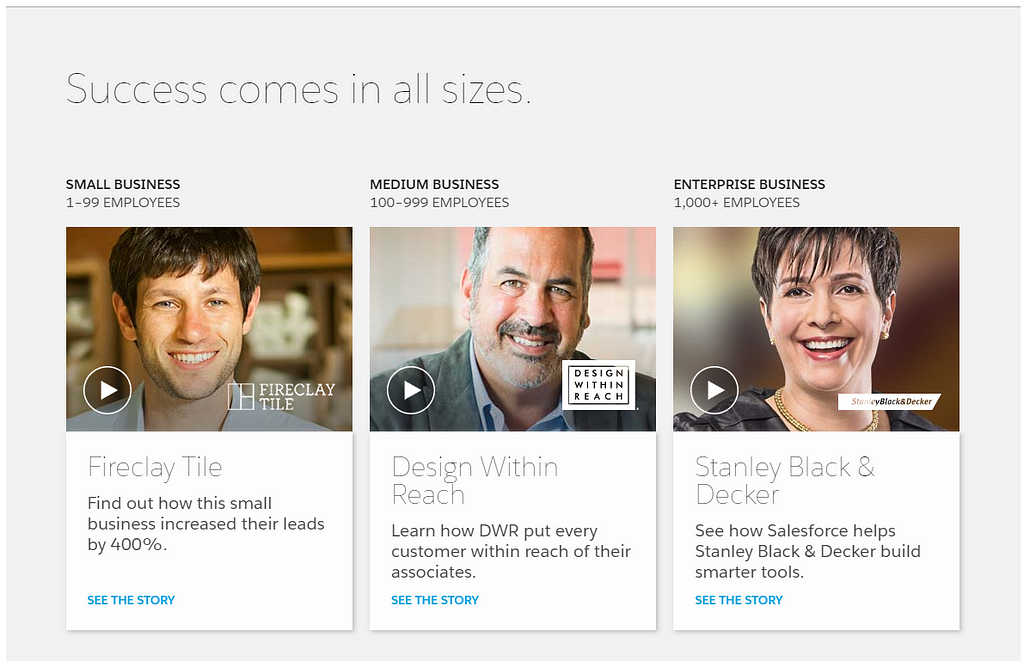 Success comes in all sizes.
SMALL BUSINESS
1–99 EMPLOYEES
FIRECLAY
TILE
Fireclay Tile
Find out how this small
business increased their leads
by 400%.
SEE THE STORY
MEDIUM BUSINESS
100–999 EMPLOYEES
DESIGN
WITHIN
REACH
Design Within
Reach
Learn how DWR put every
customer within reach of their
associates.
SEE THE STORY
ENTERPRISE BUSINESS
1,000+ EMPLOYEES
StanleyBlack&Decker
Stanley Black &
Decker
See how Salesforce helps
Stanley Black & Decker build
smarter tools.
SEE THE STORY